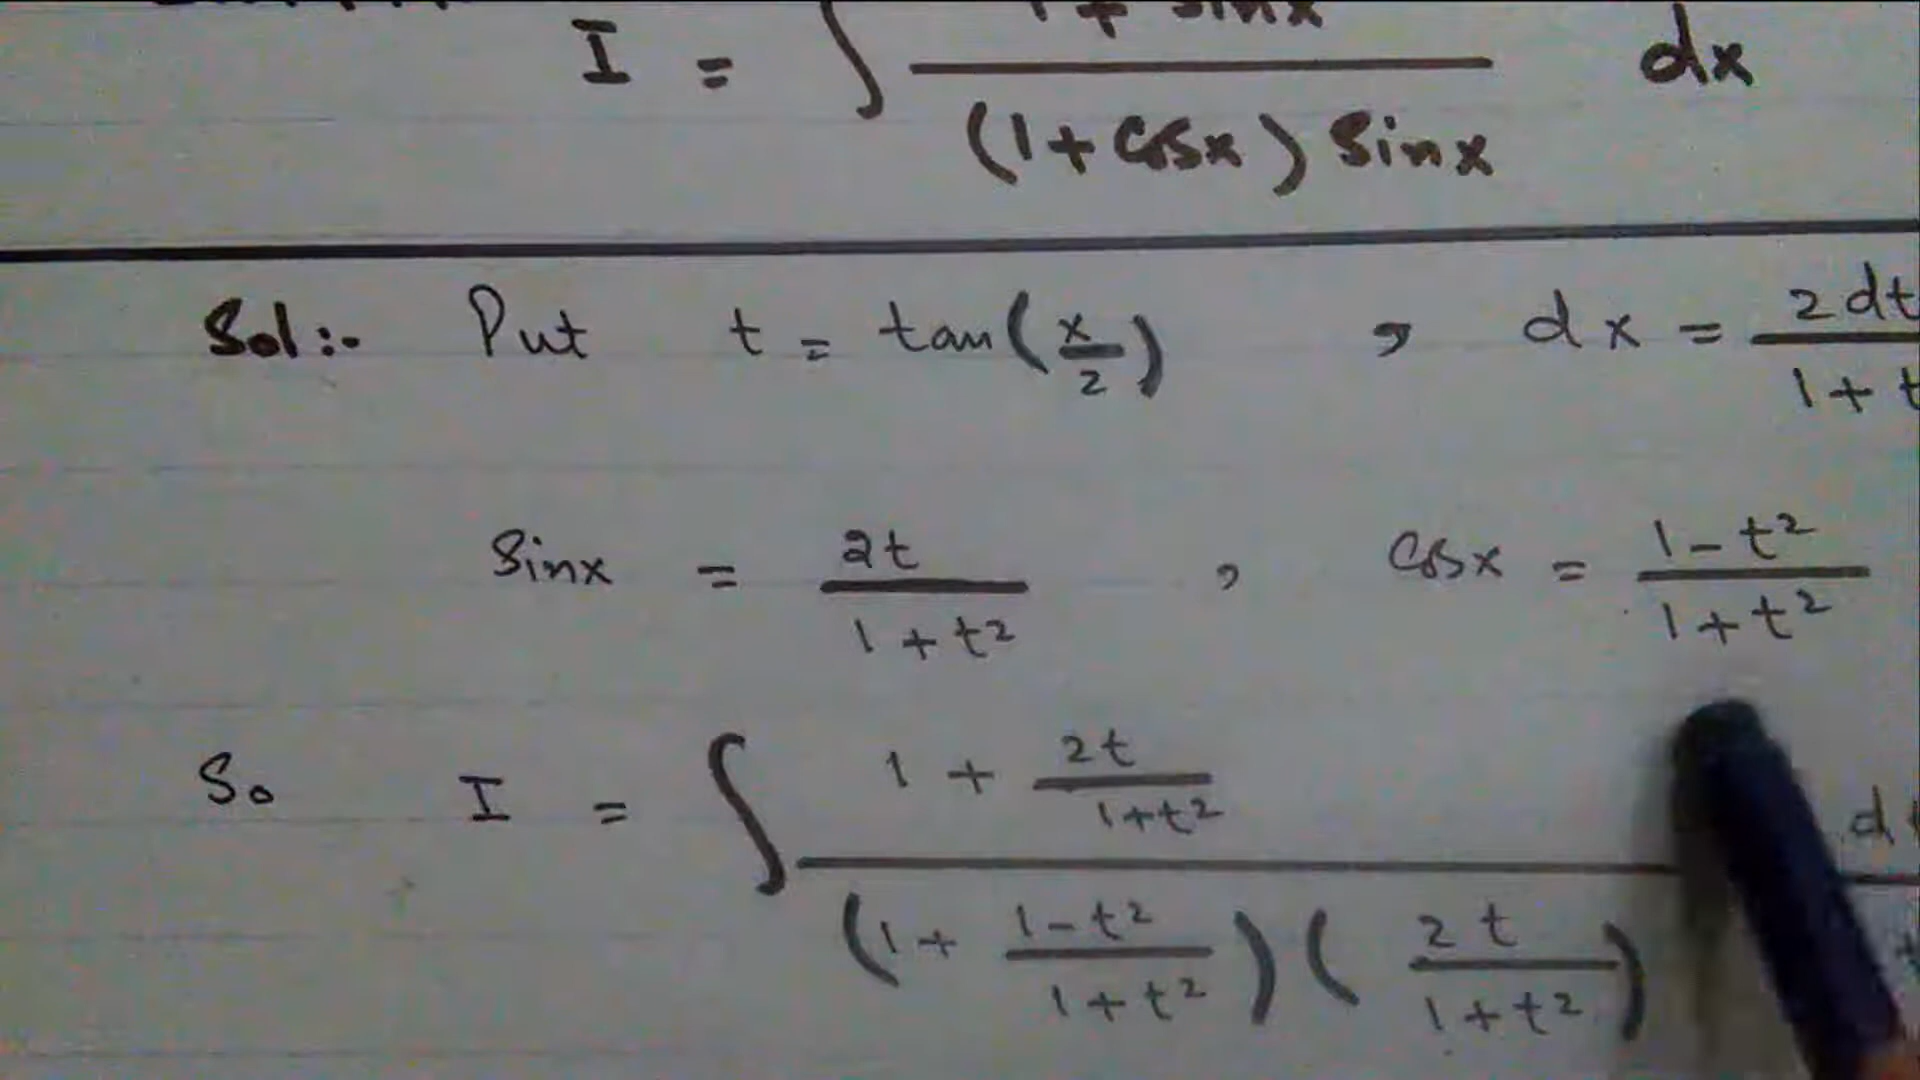 I = ∫ (1 + sinx) / ((1+Cosx) Sinx) dx
Sol:- Put t = tan(x/2) , dx = 2dt / 1+t
Sinx = 2t / 1+t² , Cosx = 1-t² / 1+t²
So I = ∫ (1 + 2t / 1+t²) / ((1 + 1-t² / 1+t²) (2t / 1+t²))